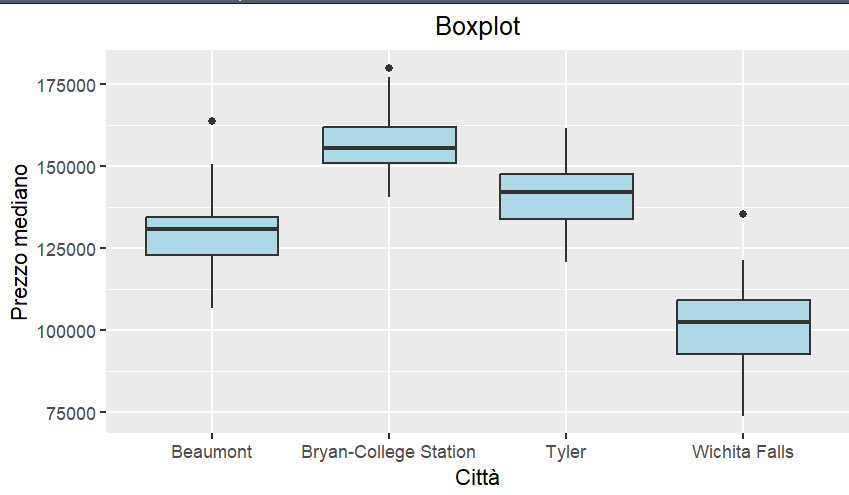 Boxplot
Prezzo mediano
175000
150000
125000
100000
75000
Beaumont
Bryan-College Station
Tyler
Wichita Falls
Città